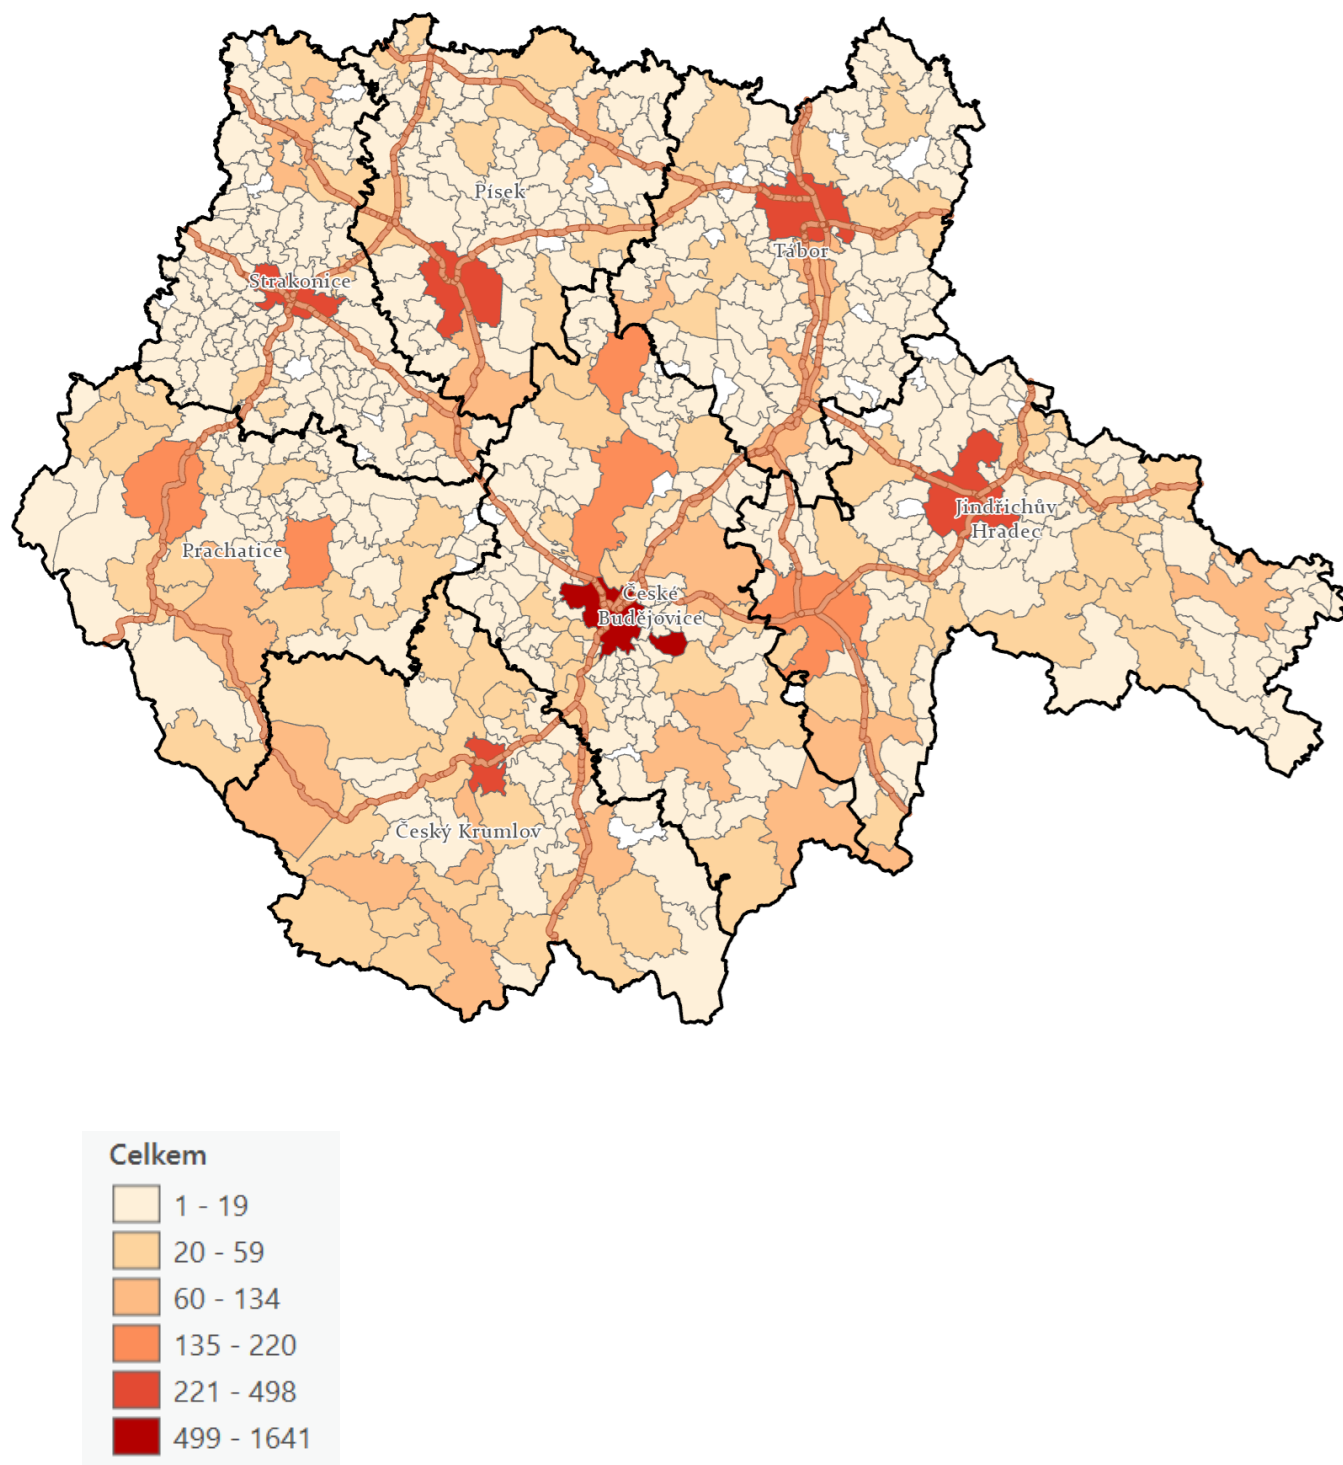 Písek
Tábor
Strakonice
Jindřichův
Hradec
Prachatice
České
Budějovice
Český Krumlov
Celkem
1 - 19
20 - 59
60 - 134
135 - 220
221 - 498
499 - 1641